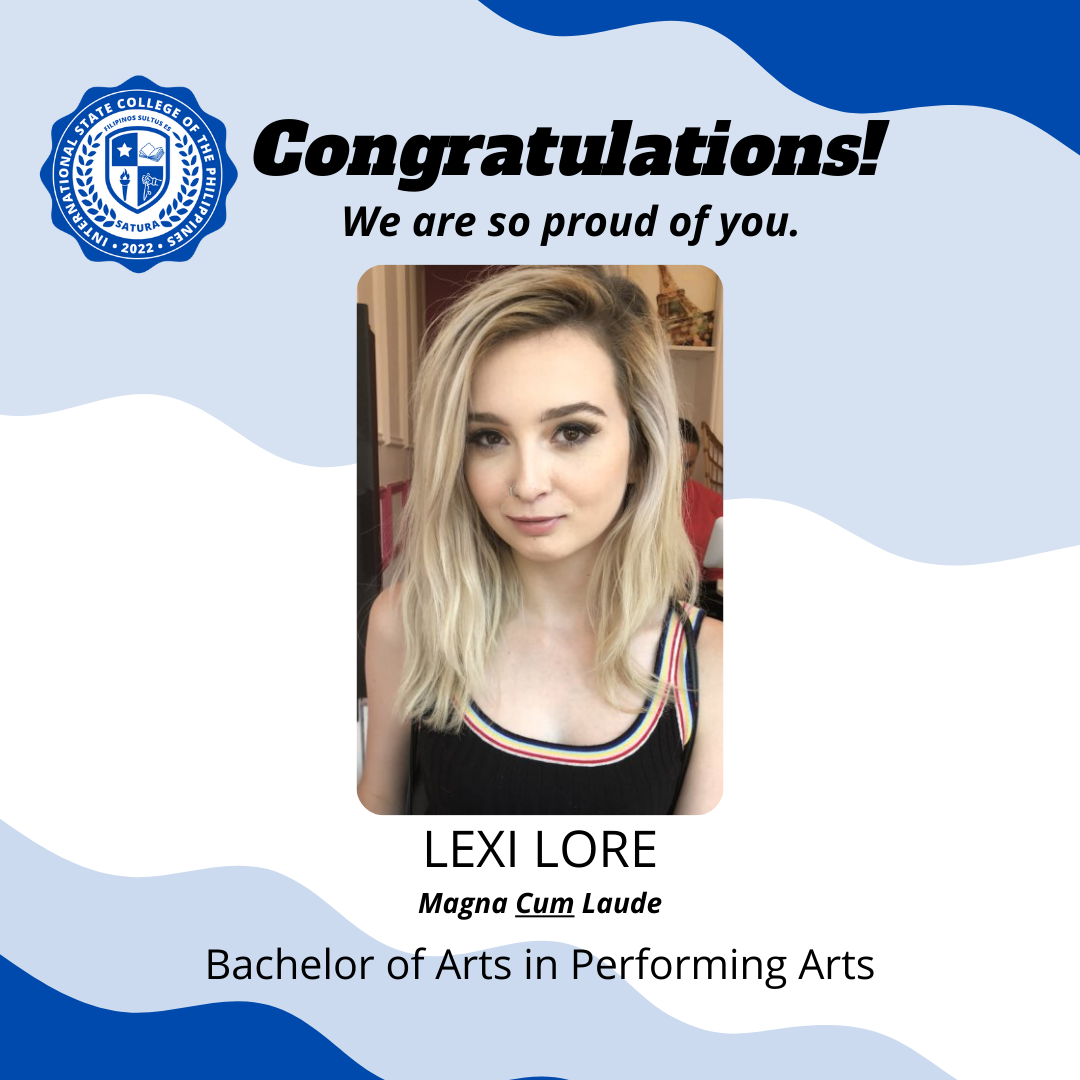 INTERNATIONAL STATE COLLEGE OF THE PHILIPPINES
FILIPINOS SULTUS ES
SATURA
• 2022 •
Congratulations!
We are so proud of you.
LEXI LORE
Magna Cum Laude
Bachelor of Arts in Performing Arts